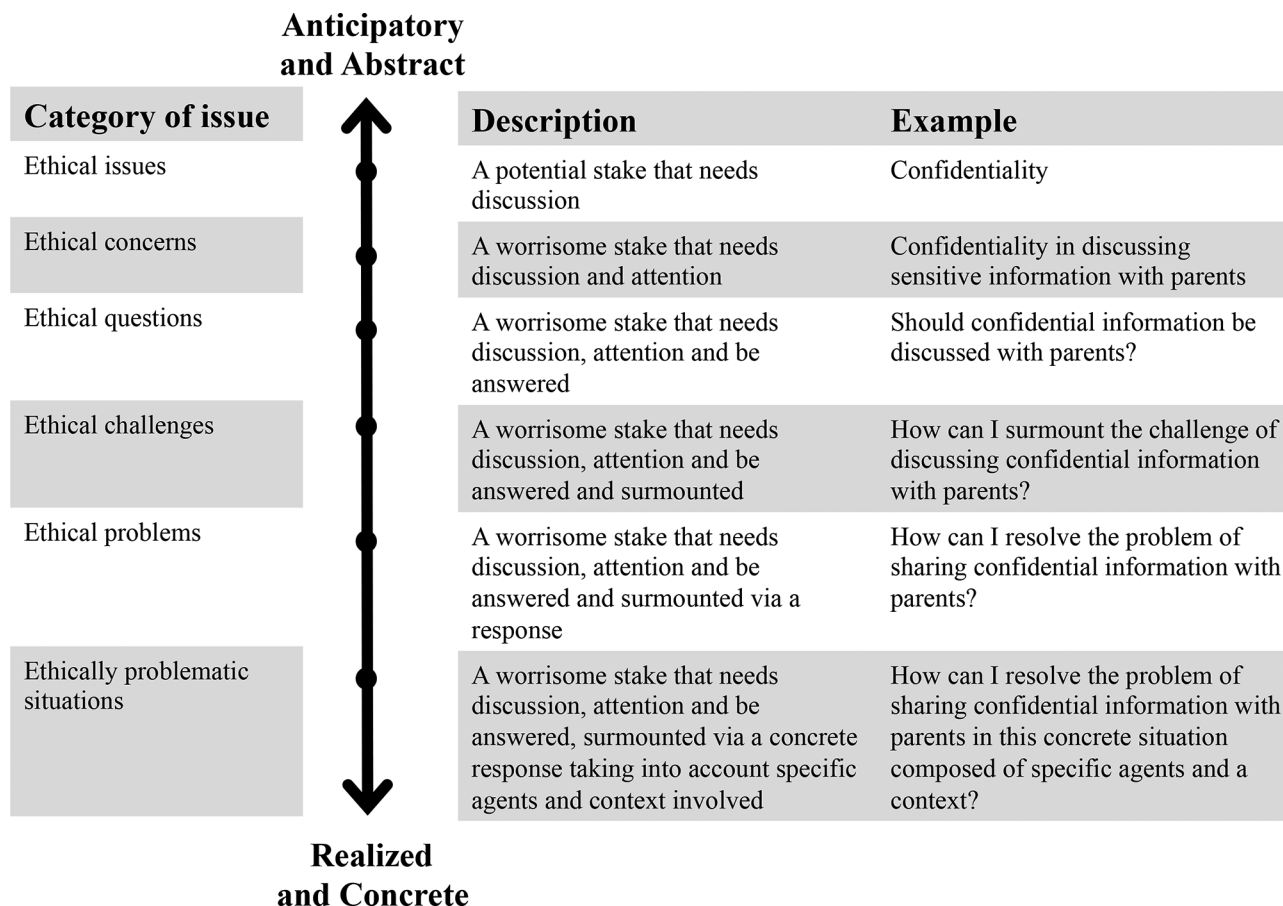 Anticipatory
and Abstract
Category of issue
Description
Example
Ethical issues
A potential stake that needs
discussion
Confidentiality
Ethical concerns
A worrisome stake that needs
discussion and attention
Confidentiality in discussing
sensitive information with parents
Ethical questions
A worrisome stake that needs
discussion, attention and be
answered
Should confidential information be
discussed with parents?
Ethical challenges
A worrisome stake that needs
discussion, attention and be
answered and surmounted
How can I surmount the challenge of
discussing confidential information
with parents?
Ethical problems
A worrisome stake that needs
discussion, attention and be
answered and surmounted via a
response
How can I resolve the problem of
sharing confidential information with
parents?
Ethically problematic
situations
A worrisome stake that needs
discussion, attention and be
answered, surmounted via a concrete
response taking into account specific
agents and context involved
How can I resolve the problem of
sharing confidential information with
parents in this concrete situation
composed of specific agents and a
context?
Realized
and Concrete